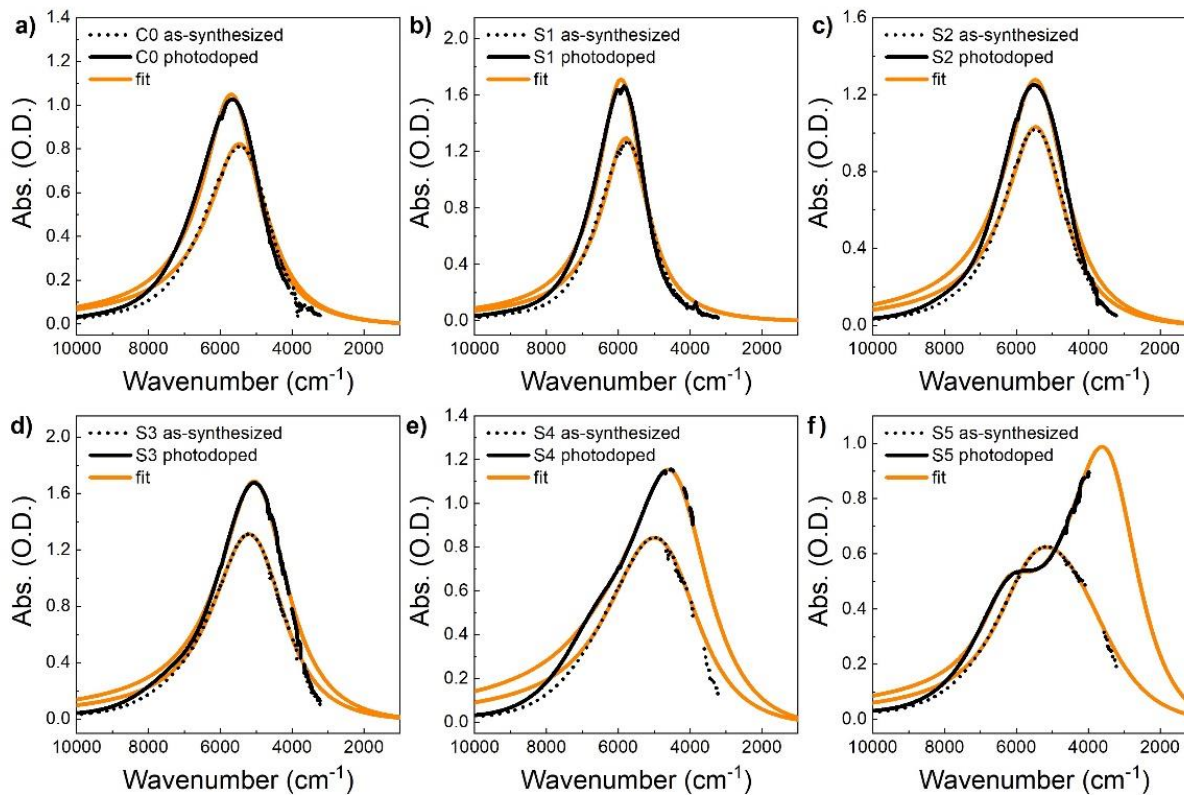 a)
1.4
1.2
1.0
0.8
0.6
0.4
0.2
0.0
Abs. (O.D.)
C0 as-synthesized
C0 photodoped
fit
10000 8000 6000 4000 2000
Wavenumber (cm-1)
b)
2.0
1.6
1.2
0.8
0.4
0.0
Abs. (O.D.)
S1 as-synthesized
S1 photodoped
fit
10000 8000 6000 4000 2000
Wavenumber (cm-1)
c)
1.6
1.2
0.8
0.4
0.0
Abs. (O.D.)
S2 as-synthesized
S2 photodoped
fit
10000 8000 6000 4000 2000
Wavenumber (cm-1)
d)
2.0
1.6
1.2
0.8
0.4
0.0
Abs. (O.D.)
S3 as-synthesized
S3 photodoped
fit
10000 8000 6000 4000 2000
Wavenumber (cm-1)
e)
1.4
1.2
1.0
0.8
0.6
0.4
0.2
0.0
Abs. (O.D.)
S4 as-synthesized
S4 photodoped
fit
10000 8000 6000 4000 2000
Wavenumber (cm-1)
f)
1.0
0.8
0.6
0.4
0.2
0.0
Abs. (O.D.)
S5 as-synthesized
S5 photodoped
fit
10000 8000 6000 4000 2000
Wavenumber (cm-1)